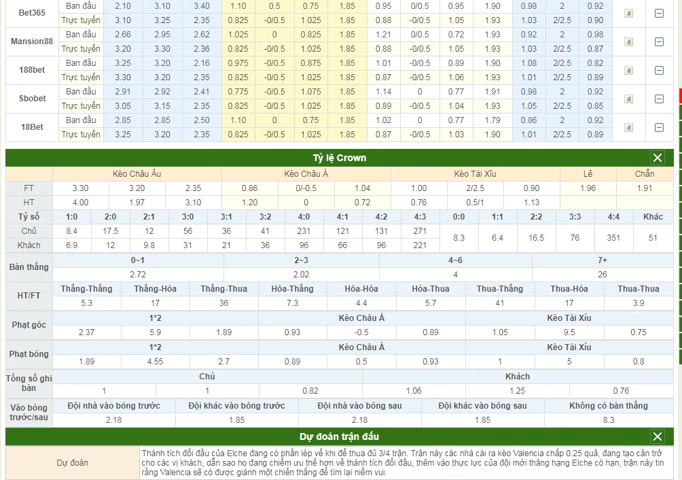 Bet365 Ban đầu 2.10 3.10 3.40 1.10 0.5 0.775 1.85 0.95 0/0.5 0.95 1.90 0.98 2 0.92
Trực tuyến 3.10 3.25 2.35 0.825 -0/0.5 1.025 1.85 0.88 -0/0.5 1.05 1.93 1.03 2/2.5 0.90
Mansion88 Ban đầu 2.66 2.95 2.62 1.025 0 0.825 1.85 1.21 0/0.5 0.72 1.93 0.92 2 0.98
Trực tuyến 3.20 3.30 2.36 0.825 -0/0.5 1.025 1.85 0.88 -0/0.5 1.05 1.93 1.03 2/2.5 0.87
188bet Ban đầu 3.25 3.20 2.16 0.975 -0/0.5 0.875 1.85 1.01 -0/0.5 0.89 1.90 1.08 2/2.5 0.82
Trực tuyến 3.30 3.20 2.35 0.825 -0/0.5 1.025 1.85 0.87 -0/0.5 1.06 1.93 1.01 2/2.5 0.89
Sbobet Ban đầu 2.91 2.92 2.41 0.775 -0/0.5 1.075 1.85 1.14 0 0.77 1.91 0.86 2 0.92
Trực tuyến 3.05 3.15 2.35 0.825 -0/0.5 1.025 1.85 0.89 -0/0.5 1.04 1.93 1.05 2/2.5 0.85
18Bet Ban đầu 2.85 2.85 2.50 1.10 0 0.75 1.85 1.02 0 0.77 1.79 0.86 2 0.92
Trực tuyến 3.25 3.20 2.35 0.825 -0/0.5 1.025 1.85 0.87 -0/0.5 1.03 1.90 1.01 2/2.5 0.89
Tỷ lệ Crown
Kèo Châu Âu Kèo Châu Á Kèo Tài Xỉu Lẻ Chẵn
FT 3.30 3.20 2.35 0.86 0/-0.5 1.04 1.00 2/2.5 0.90 1.96 1.91
HT 4.00 1.97 3.10 1.20 0 0.72 0.76 0.5/1 1.13
Tỷ số 1:0 2:0 2:1 3:0 3:1 3:2 4:0 4:1 4:2 4:3 0:0 1:1 2:2 3:3 4:4 Khác
Chủ 8.4 17.5 12 56 36 41 231 121 131 271 8.3 6.4 16.5 76 351 51
Khách 6.9 12 9.8 31 21 36 96 66 96 221
Bàn thắng 0~1 2~3 4~6 7+
2.72 2.02 4 26
HT/FT Thắng-Thắng Thắng-Hòa Thắng-Thua Hòa-Thắng Hòa-Hòa Hòa-Thua Thua-Thắng Thua-Hòa Thua-Thua
5.3 17 36 7.3 4.4 5.7 41 17 3.9
Phạt góc 1*2 Kèo Châu Á Kèo Tài Xỉu
2.37 5.9 1.89 0.93 -0.5 0.89 1.05 9.5 0.75
Phạt bóng 1*2 Kèo Châu Á Kèo Tài Xỉu
1.89 4.55 2.7 0.89 0.5 0.93 1 5 0.8
Tổng số ghi bàn Chủ Khách
1 1 0.82 1.06 1.25 0.76
Vào bóng trước/sau Đội nhà vào bóng trước Đội khác vào bóng trước Đội nhà vào bóng sau Đội khác vào bóng sau Không có bàn thắng
2.18 1.85 2.18 1.85 8.3
Dự đoán trận đấu
Dự đoán Thành tích đối đầu của Elche đang có phần lép vế khi để thua đủ 3/4 trận. Trận này các nhà cái ra kèo Valencia chấp 0.25 quả, đang tạo cản trở
cho các vị khách, dẫn sao họ đang chiếm ưu thế hơn về thành tích đối đầu, thêm vào thực lực của đội mới thăng hạng Elche có hạn, trận này tin
rằng Valencia sẽ có được giánh một chiến thắng để tìm lại niềm vui.